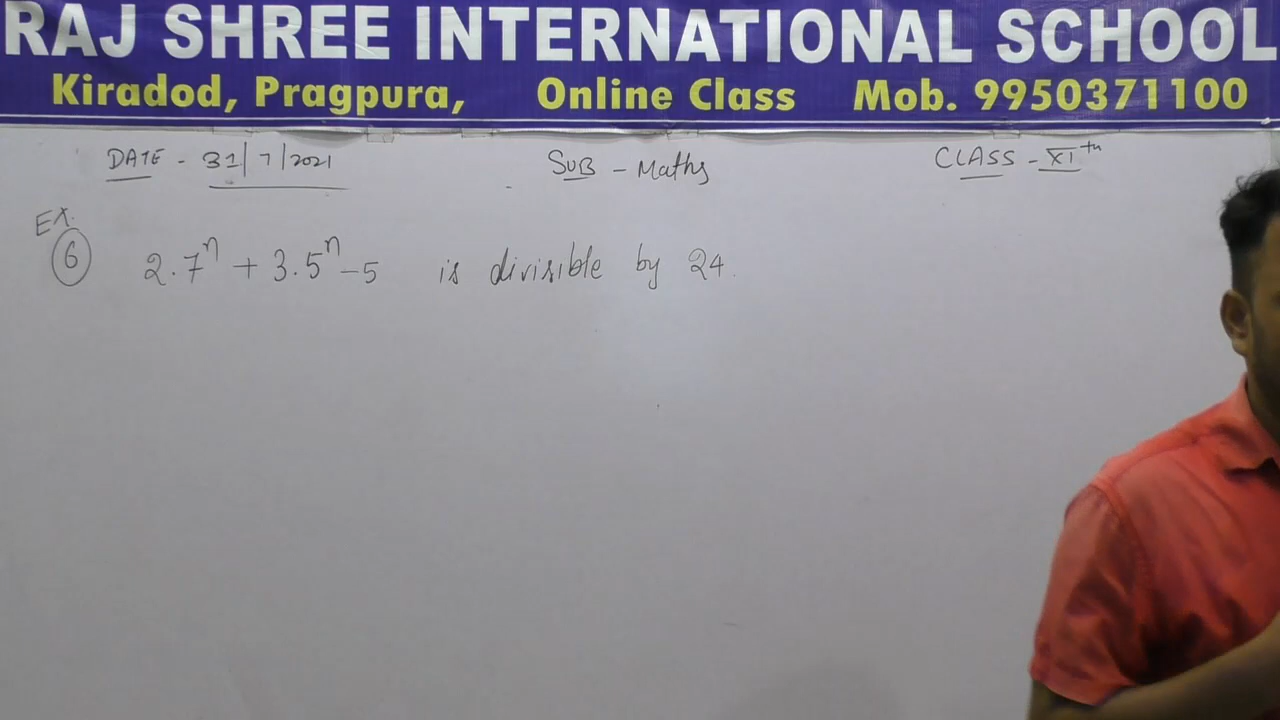 RAJ SHREE INTERNATIONAL SCHOOL
Kiradod, Pragpura, Online Class Mob. 9950371100
DATE - 31/7/2021 SUB - Maths CLASS - XIth
EX.
6 2.7ⁿ + 3.5ⁿ - 5 is divisible by 24.